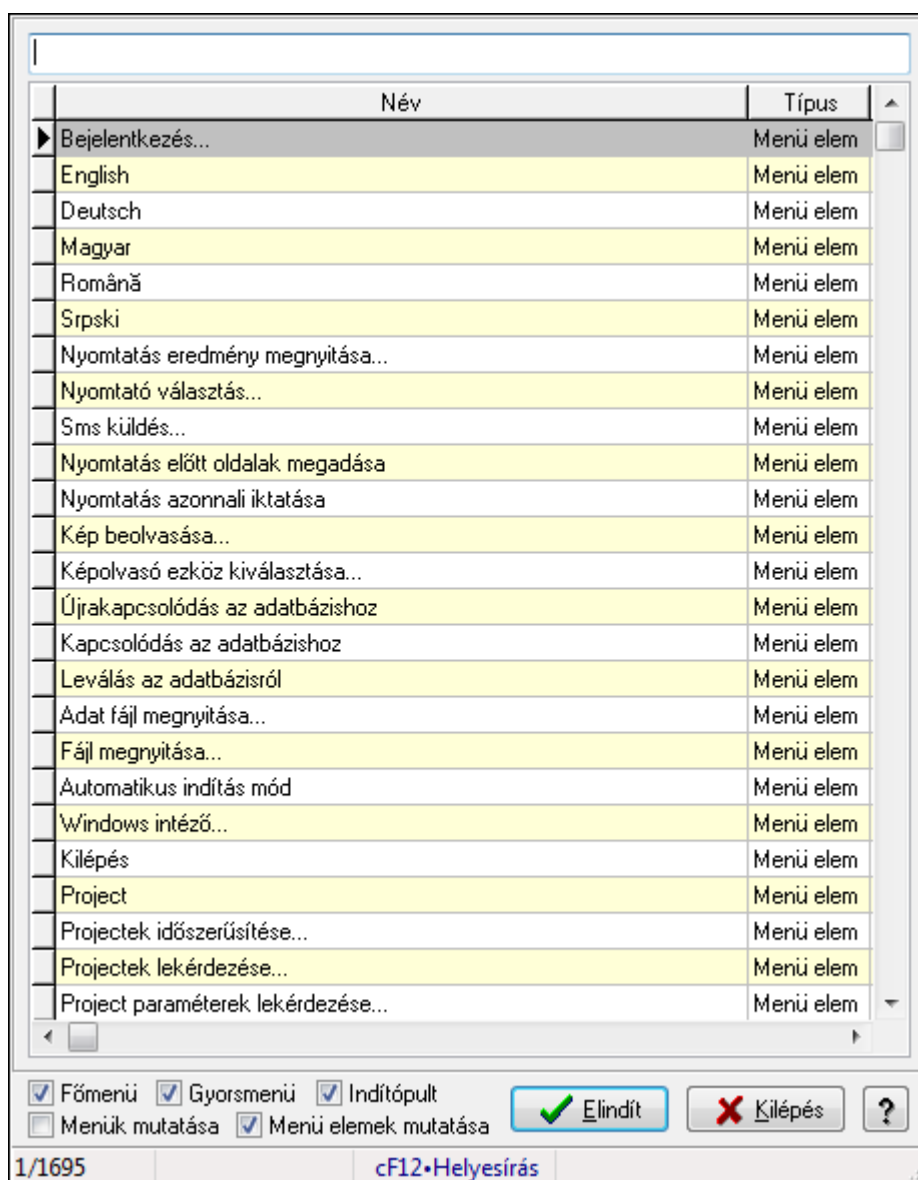 Név Típus
Bejelentkezés... Menü elem
English Menü elem
Deutsch Menü elem
Magyar Menü elem
Română Menü elem
Srpski Menü elem
Nyomtatás eredmény megnyitása... Menü elem
Nyomtató választás... Menü elem
Sms küldés... Menü elem
Nyomtatás előtt oldalak megadása Menü elem
Nyomtatás azonnali iktatása Menü elem
Kép beolvasása... Menü elem
Képolvasó ezköz kiválasztása... Menü elem
Újrakapcsolódás az adatbázishoz Menü elem
Kapcsolódás az adatbázishoz Menü elem
Leválás az adatbázisról Menü elem
Adat fájl megnyitása... Menü elem
Fájl megnyitása... Menü elem
Automatikus indítás mód Menü elem
Windows intéző... Menü elem
Kilépés Menü elem
Project Menü elem
Projectek időszerűsítése... Menü elem
Projectek lekérdezése... Menü elem
Project paraméterek lekérdezése... Menü elem
Főmenü Gyorsmenü Indítópult
Menük mutatása Menü elemek mutatása
Elindít Kilépés ?
1/1695 cF12•Helyesírás